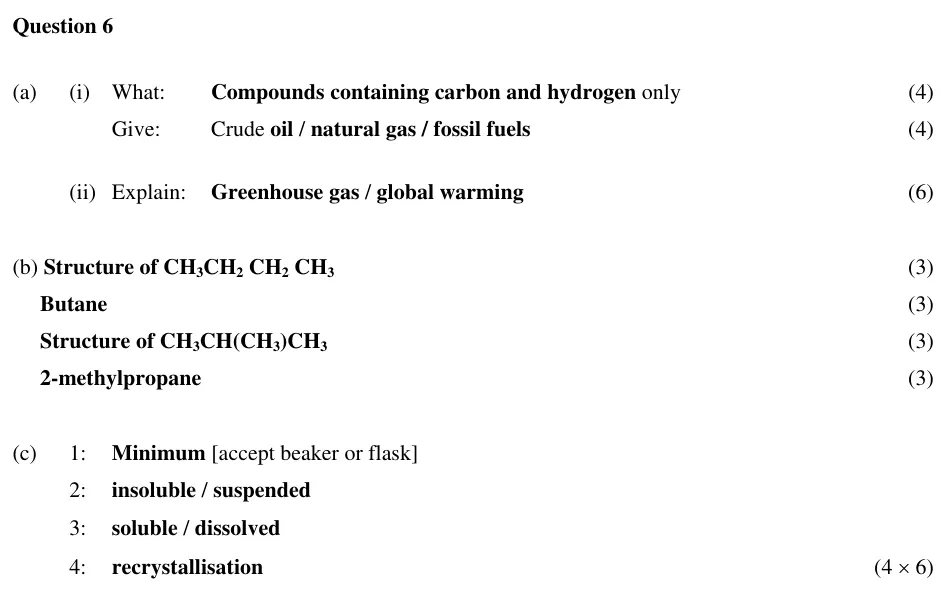 Question 6
(a) (i) What: Compounds containing carbon and hydrogen only (4)
Give: Crude oil / natural gas / fossil fuels (4)
(ii) Explain: Greenhouse gas / global warming (6)
(b) Structure of CH₃CH₂ CH₂ CH₃ (3)
Butane (3)
Structure of CH₃CH(CH₃)CH₃ (3)
2-methylpropane (3)
(c) 1: Minimum [accept beaker or flask]
2: insoluble / suspended
3: soluble / dissolved
4: recrystallisation (4 × 6)